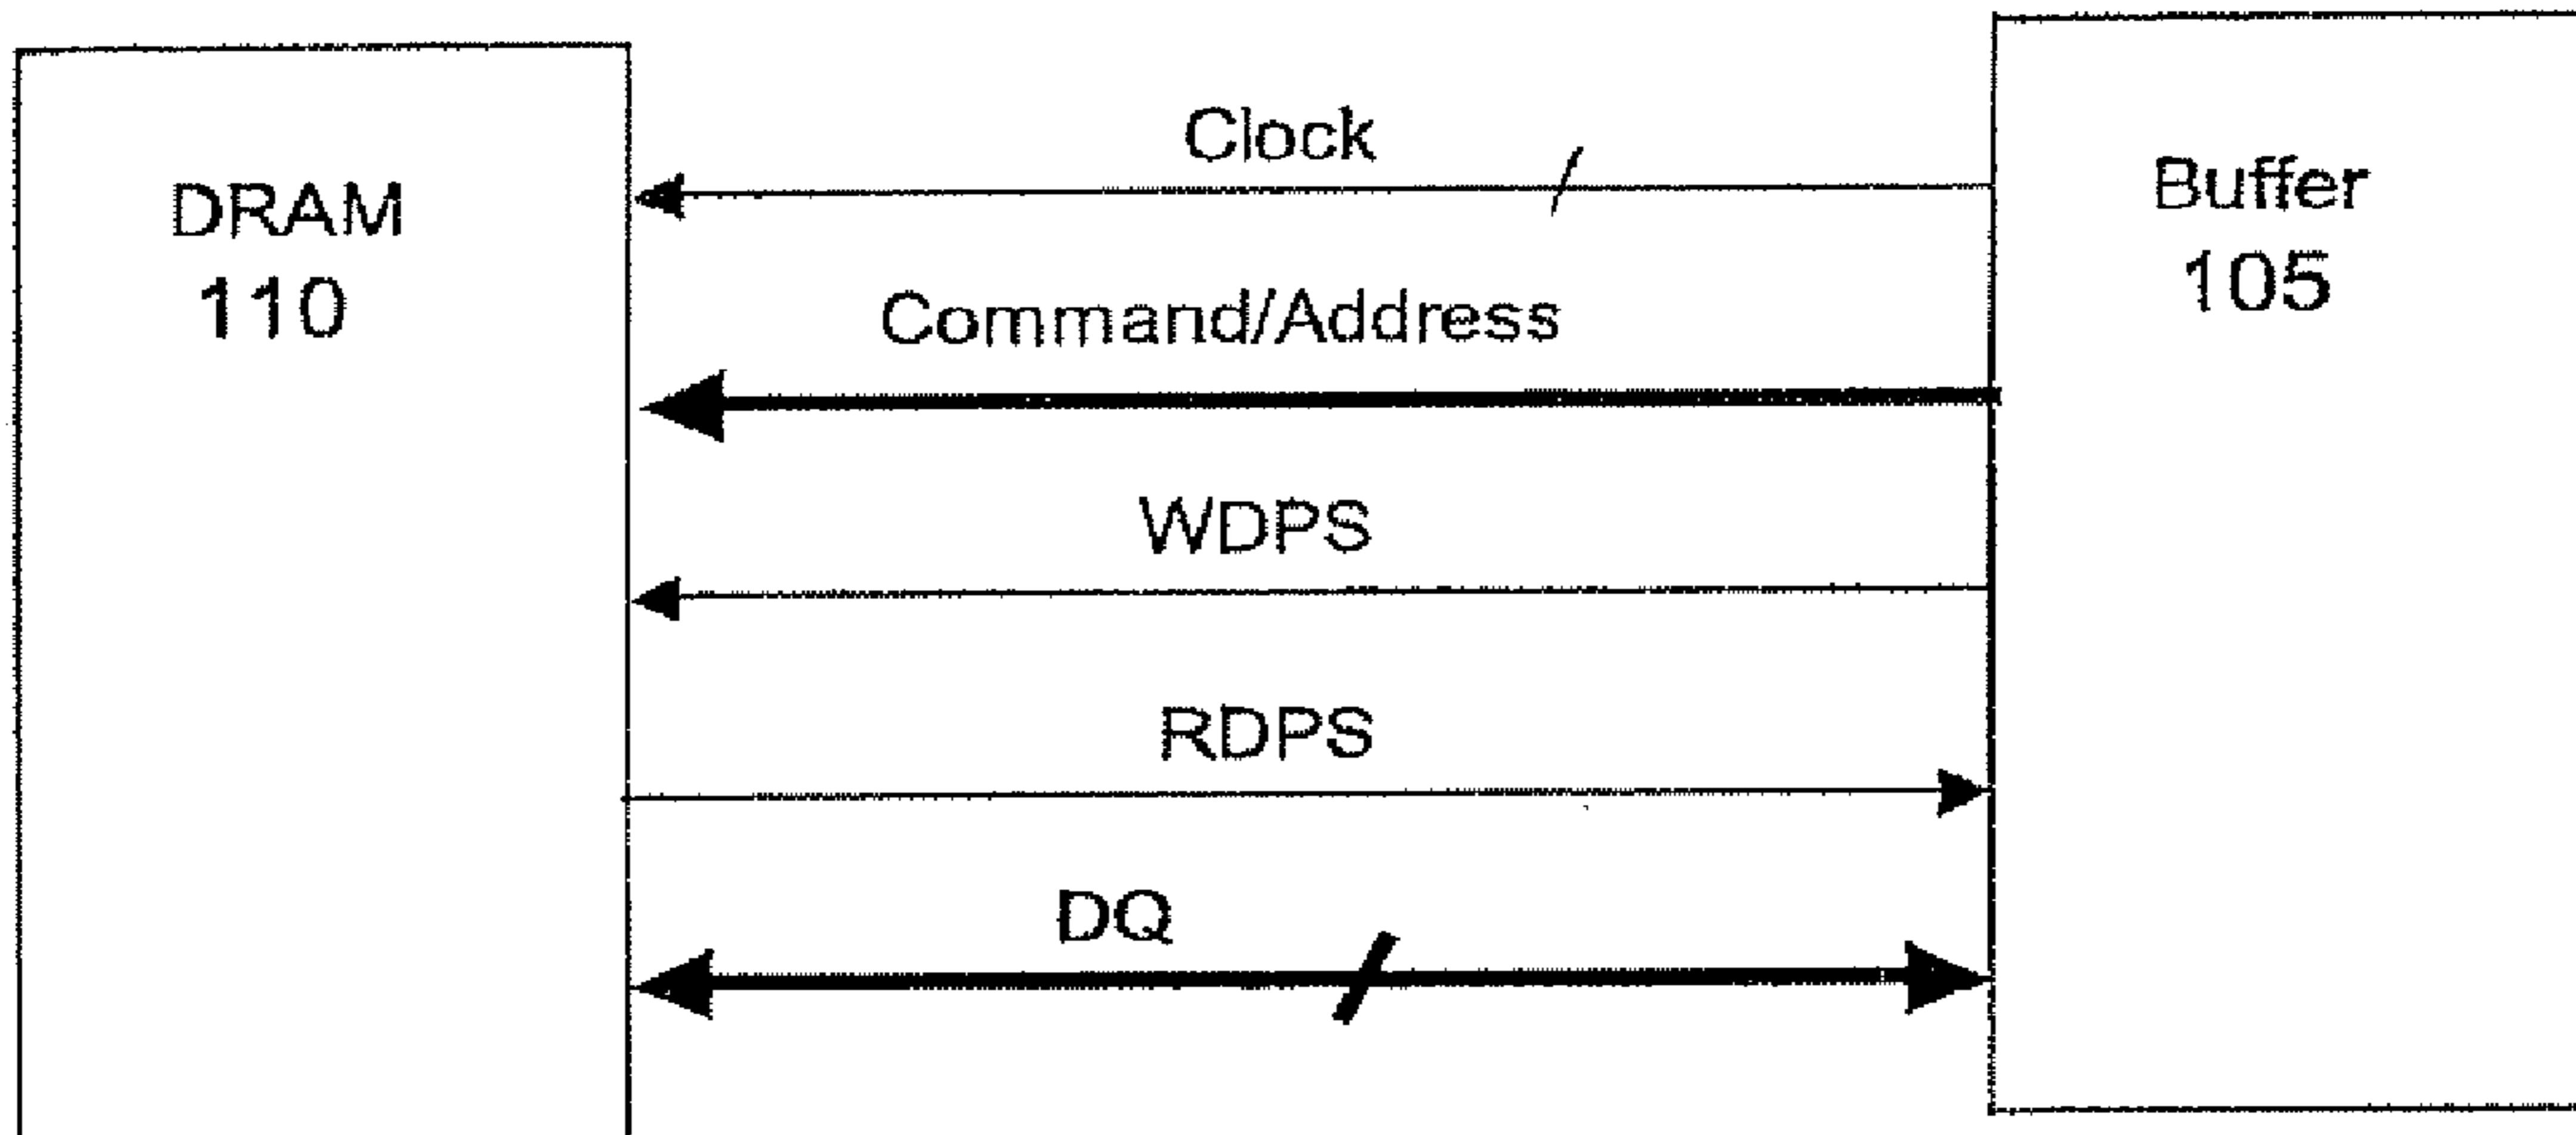 DRAM
110
Clock
Command/Address
WDPS
RDPS
DQ
Buffer
105